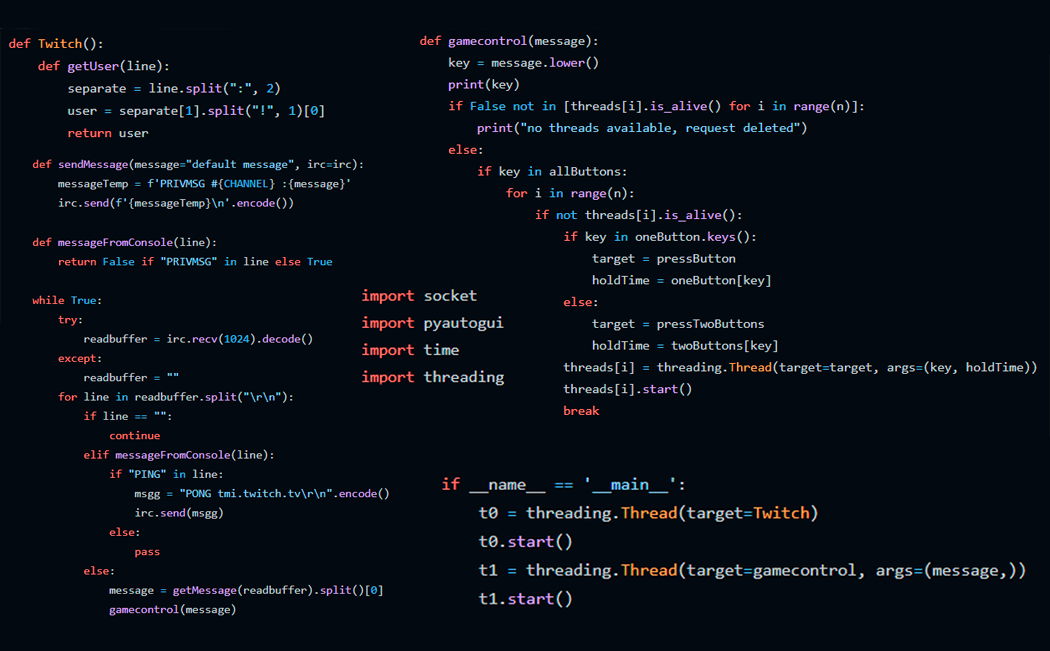 def Twitch():
    def getUser(line):
        separate = line.split(":", 2)
        user = separate[1].split("!", 1)[0]
        return user
    def sendMessage(message="default message", irc=irc):
        messageTemp = f'PRIVMSG #{CHANNEL} :{message}'
        irc.send(f'{messageTemp}\n'.encode())
    def messageFromConsole(line):
        return False if "PRIVMSG" in line else True
    while True:
        try:
            readbuffer = irc.recv(1024).decode()
        except:
            readbuffer = ""
        for line in readbuffer.split("\r\n"):
            if line == "":
                continue
            elif messageFromConsole(line):
                if "PING" in line:
                    msgg = "PONG tmi.twitch.tv\r\n".encode()
                    irc.send(msgg)
                else:
                    pass
            else:
                message = getMessage(readbuffer).split()[0]
                gamecontrol(message)
import socket
import pyautogui
import time
import threading
def gamecontrol(message):
    key = message.lower()
    print(key)
    if False not in [threads[i].is_alive() for i in range(n)]:
        print("no threads available, request deleted")
    else:
        if key in allButtons:
            for i in range(n):
                if not threads[i].is_alive():
                    if key in oneButton.keys():
                        target = pressButton
                        holdTime = oneButton[key]
                    else:
                        target = pressTwoButtons
                        holdTime = twoButtons[key]
                    threads[i] = threading.Thread(target=target, args=(key, holdTime))
                    threads[i].start()
                    break
if __name__ == '__main__':
    t0 = threading.Thread(target=Twitch)
    t0.start()
    t1 = threading.Thread(target=gamecontrol, args=(message,))
    t1.start()